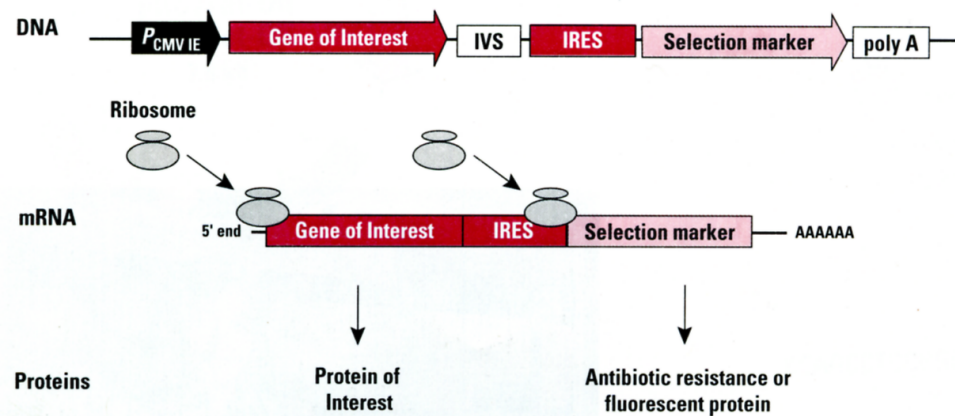 DNA
P CMV IE
Gene of Interest
IVS
IRES
Selection marker
poly A
Ribosome
mRNA
5' end
Gene of Interest
IRES
Selection marker
AAAAAA
Proteins
Protein of
Interest
Antibiotic resistance or
fluorescent protein